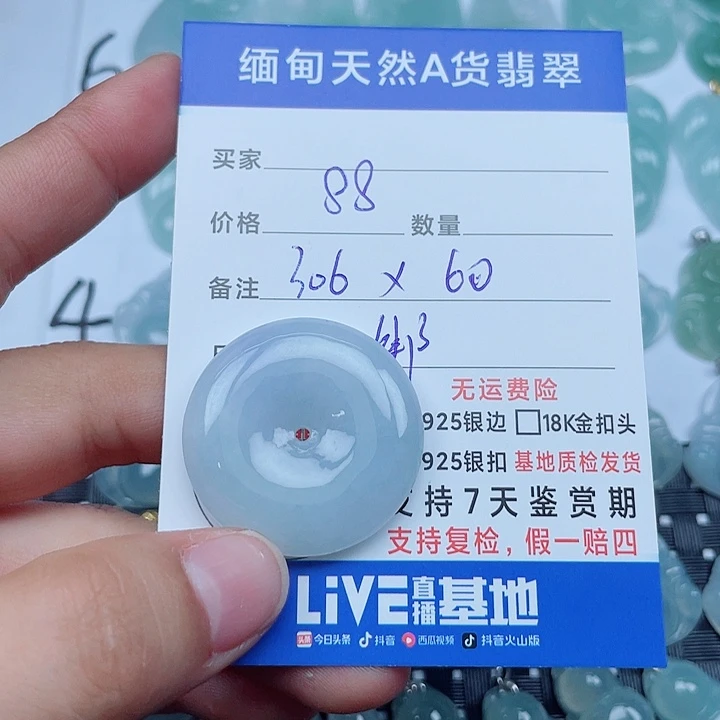 缅甸天然A货翡翠
6
买家
88
价格 数量
备注 306 x 60
4
无运费险
925银边 □18K金扣头
925银扣 基地质检发货
支持7天鉴赏期
支持复检，假一赔四
LiVE直播基地
头条 今日头条 抖音 西瓜视频 抖音火山版